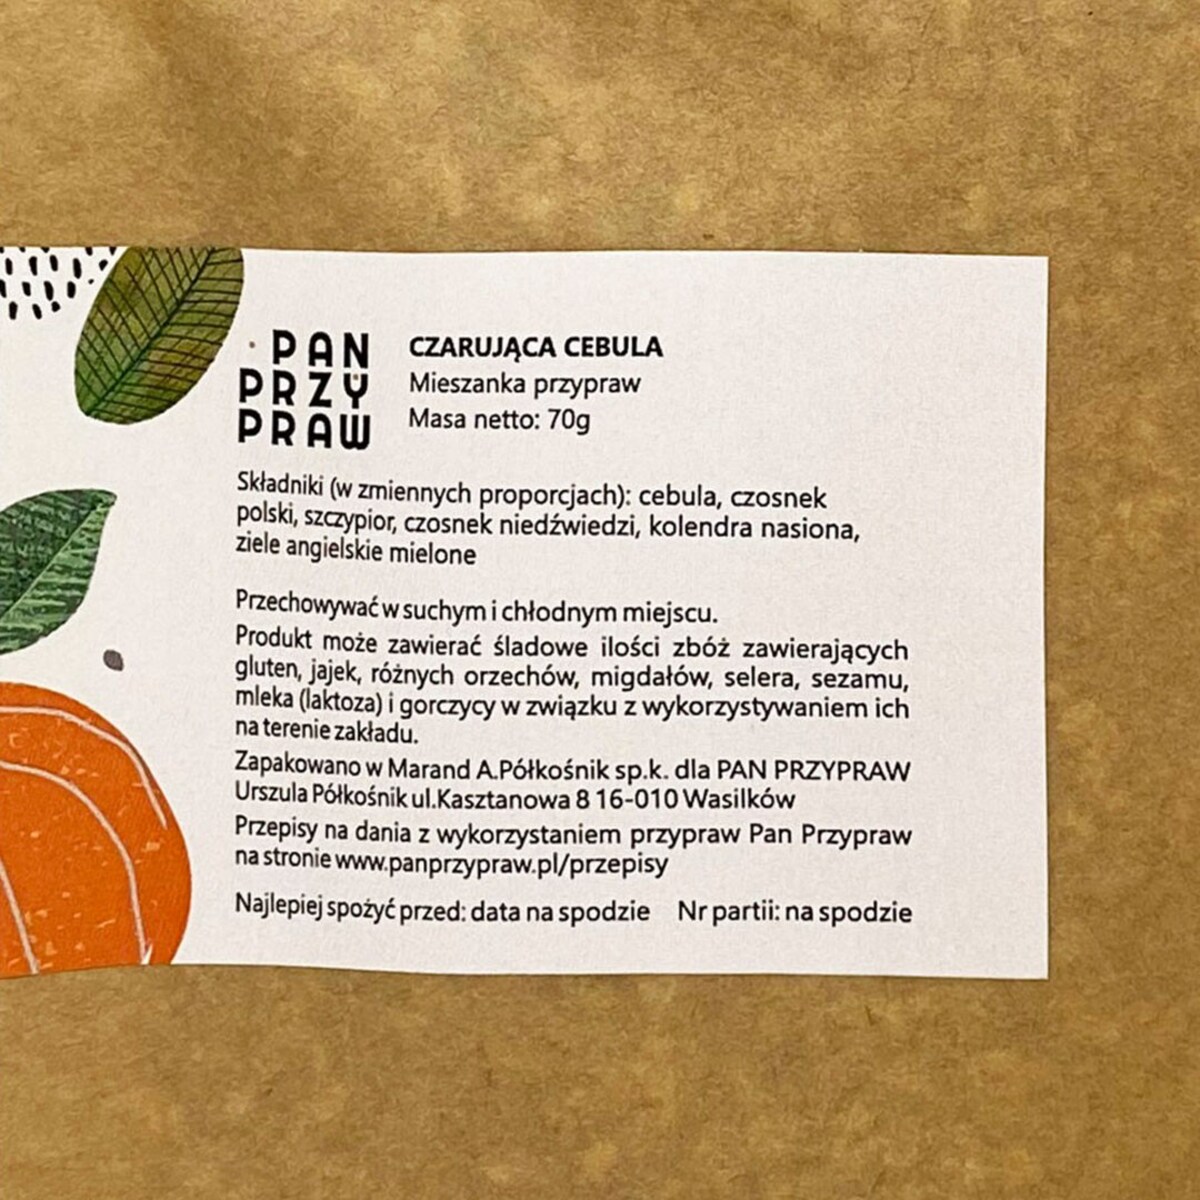 PAN
PRZY
PRAW
CZARUJĄCA CEBULA
Mieszanka przypraw
Masa netto: 70g
Składniki (w zmiennych proporcjach): cebula, czosnek
polski, szczypior, czosnek niedźwiedzi, kolendra nasiona,
ziele angielskie mielone
Przechowywać w suchym i chłodnym miejscu.
Produkt może zawierać śladowe ilości zbóż zawierających
gluten, jajek, różnych orzechów, migdałów, selera, sezamu,
mleka (laktoza) i gorczycy w związku z wykorzystywaniem ich
na terenie zakładu.
Zapakowano w Marand A.Półkośnik sp.k. dla PAN PRZYPRAW
Urszula Półkośnik ul.Kasztanowa 8 16-010 Wasilków
Przepisy na dania z wykorzystaniem przypraw Pan Przypraw
na stronie www.panprzypraw.pl/przepisy
Najlepiej spożyć przed: data na spodzie Nr partii: na spodzie